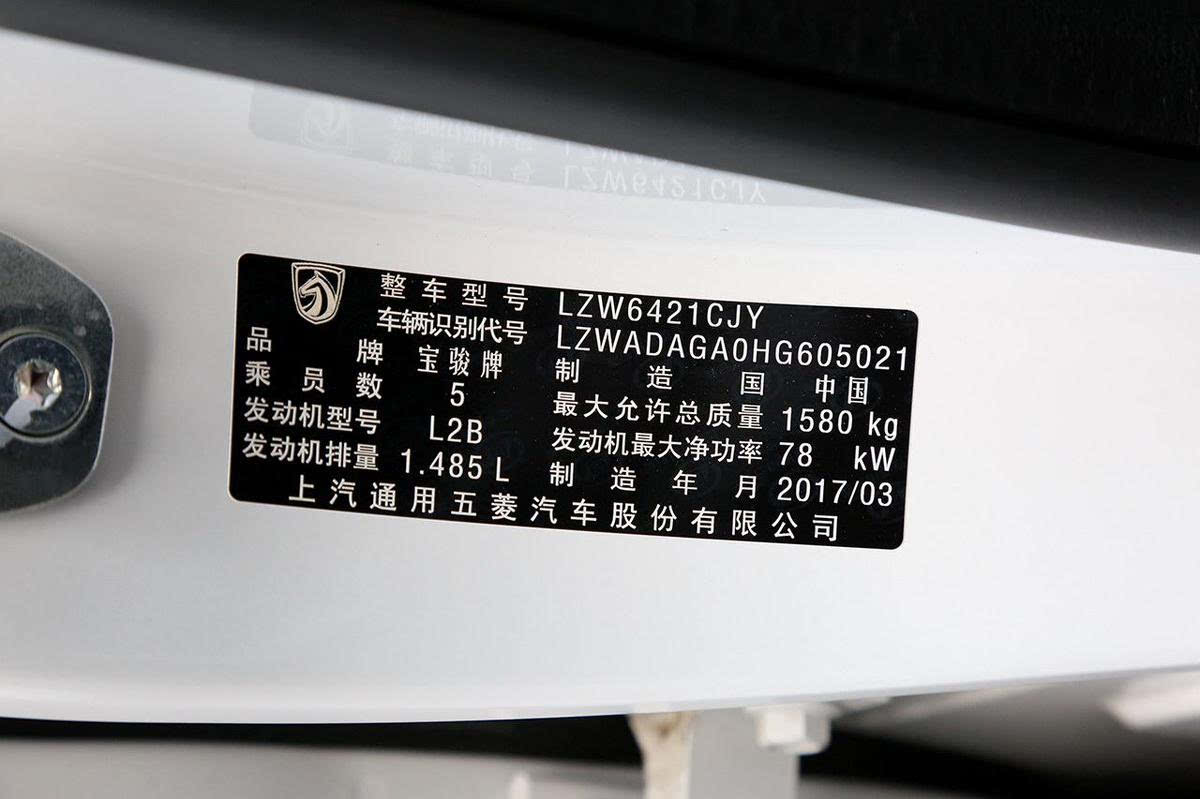 整车型号 LZW6421CJY
车辆识别代号 LZWADAGA0HG605021
品牌 宝骏牌 制造国 中国
乘员数 5 最大允许总质量 1580 kg
发动机型号 L2B 发动机最大净功率 78 kW
发动机排量 1.485 L 制造年月 2017/03
上汽通用五菱汽车股份有限公司